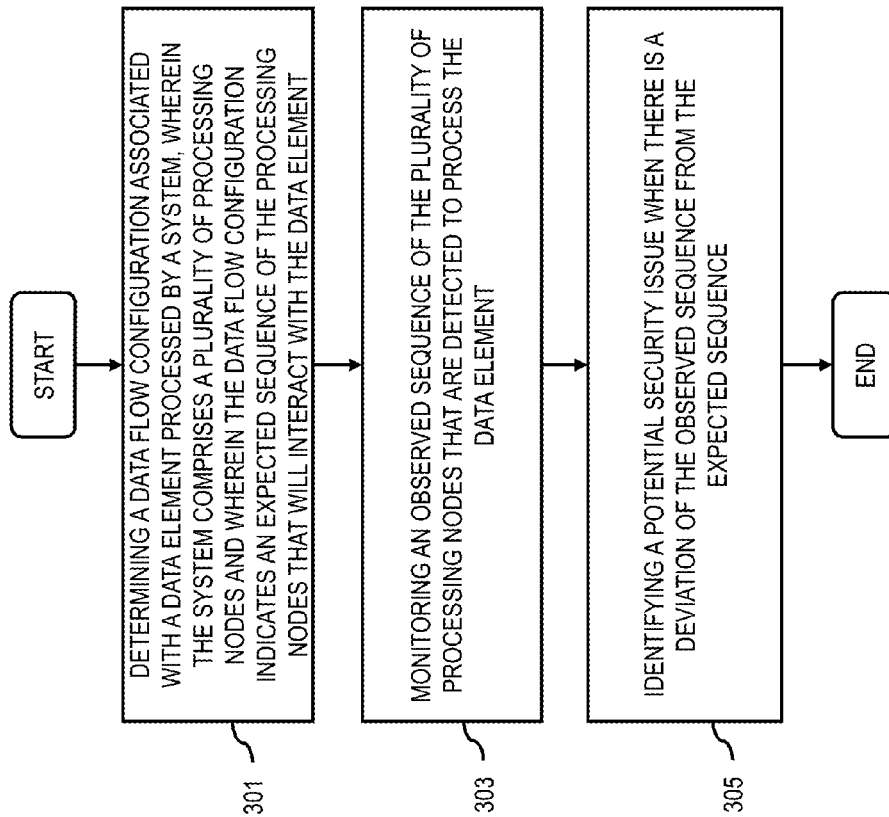 START
DETERMINING A DATA FLOW CONFIGURATION ASSOCIATED
WITH A DATA ELEMENT PROCESSED BY A SYSTEM, WHEREIN
THE SYSTEM COMPRISES A PLURALITY OF PROCESSING
NODES AND WHEREIN THE DATA FLOW CONFIGURATION
INDICATES AN EXPECTED SEQUENCE OF THE PROCESSING
NODES THAT WILL INTERACT WITH THE DATA ELEMENT
301
MONITORING AN OBSERVED SEQUENCE OF THE PLURALITY OF
PROCESSING NODES THAT ARE DETECTED TO PROCESS THE
DATA ELEMENT
303
IDENTIFYING A POTENTIAL SECURITY ISSUE WHEN THERE IS A
DEVIATION OF THE OBSERVED SEQUENCE FROM THE
EXPECTED SEQUENCE
305
END